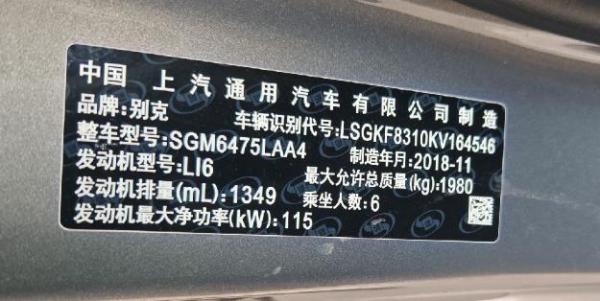 中国 上汽通用汽车有限公司制造
品牌:别克 车辆识别代号:LSGKF8310KV164546
整车型号:SGM6475LAA4 制造年月:2018-11
发动机型号:LI6 最大允许总质量(kg):1980
发动机排量(mL):1349 乘坐人数:6
发动机最大净功率(kW):115